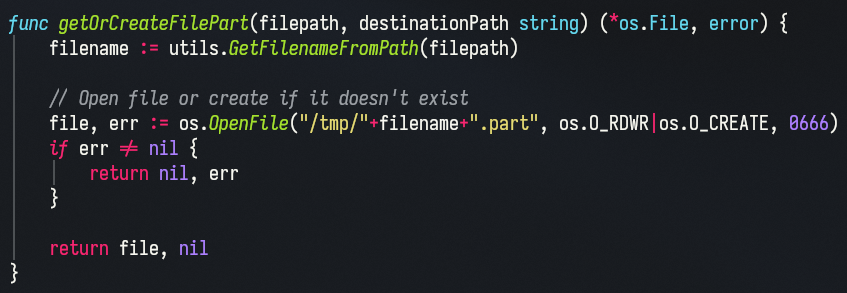 func getOrCreateFilePart(filepath, destinationPath string) (*os.File, error) {
    filename := utils.GetFilenameFromPath(filepath)

    // Open file or create if it doesn't exist
    file, err := os.OpenFile("/tmp/"+filename+".part", os.O_RDWR|os.O_CREATE, 0666)
    if err != nil {
        return nil, err
    }

    return file, nil
}